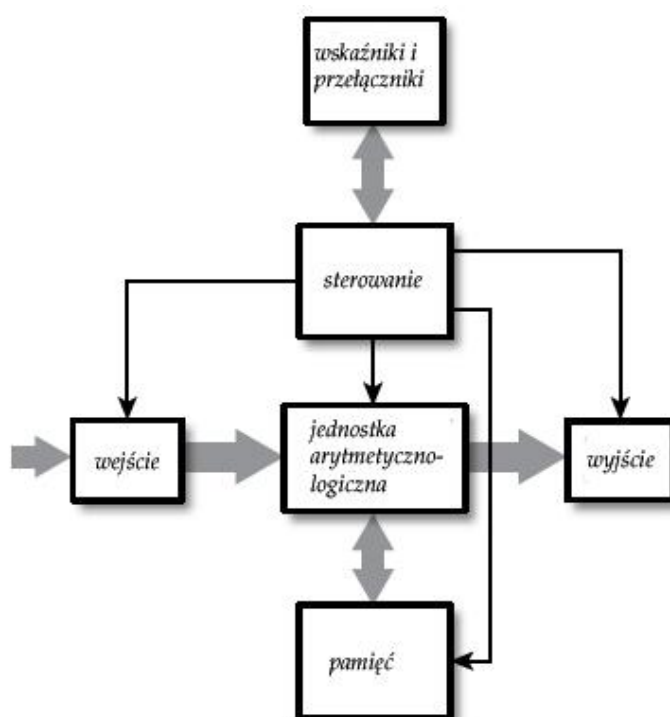 wskaźniki i
przełączniki
sterowanie
wejście
jednostka
arytmetyczno-
logiczna
wyjście
pamięć